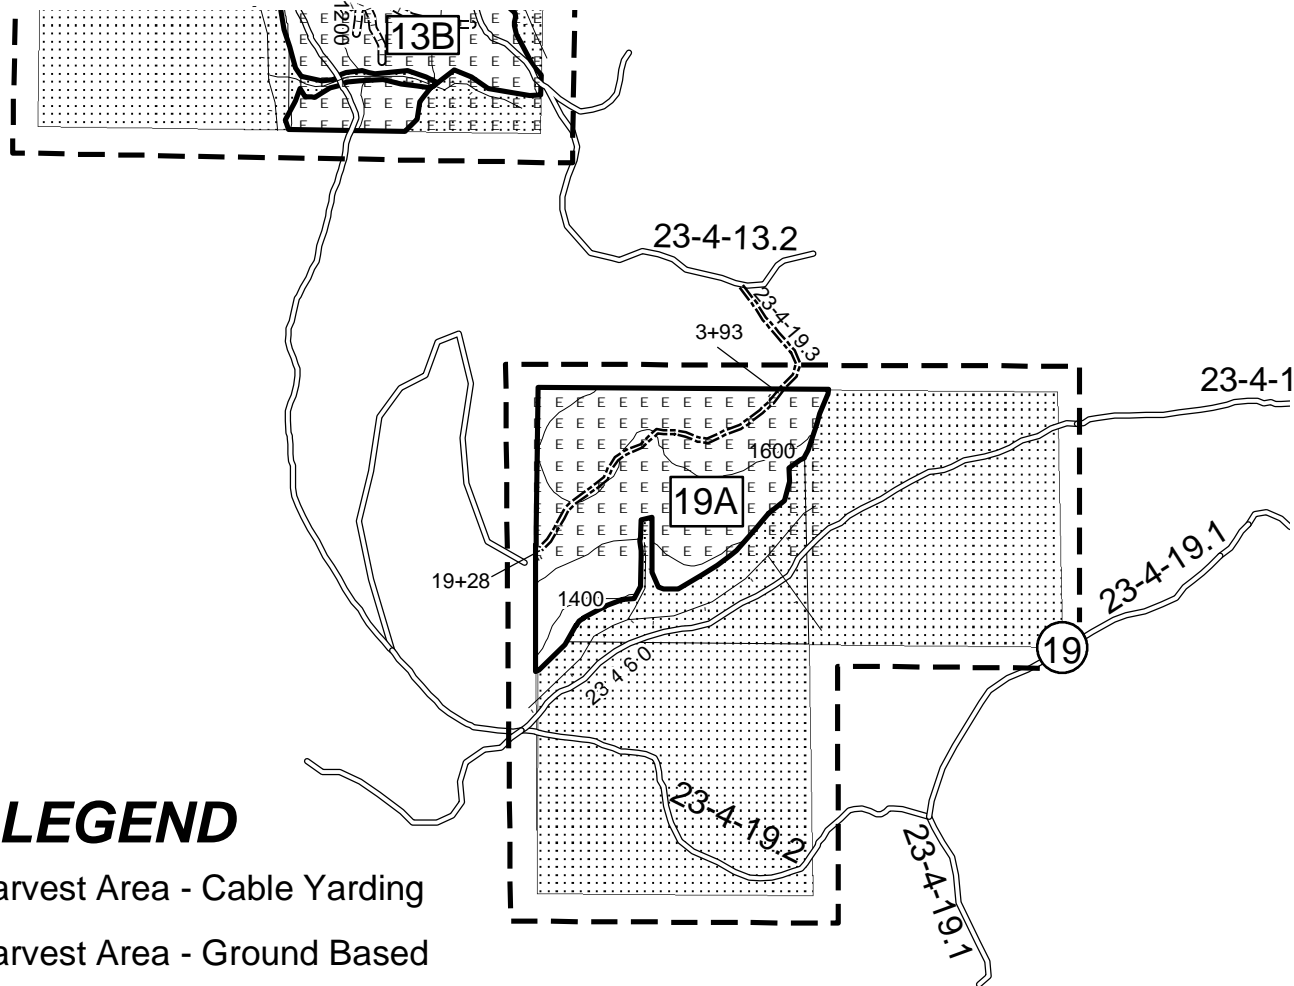 1200
13B
23-4-13.2
23-4-19.3
3+93
23-4-1
1600
19A
23-4-19.1
19+28
1400
19
23 4 6 0
23-4-19.2
LEGEND
23-4-19.1
arvest Area - Cable Yarding
arvest Area - Ground Based